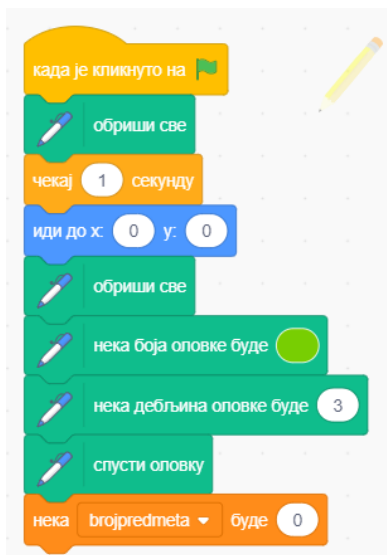 када је кликнуто на
обриши све
чекај 1 секунду
иди до x: 0 y: 0
обриши све
нека боја оловке буде
нека дебљина оловке буде 3
спусти оловку
нека brojpredmeta буде 0